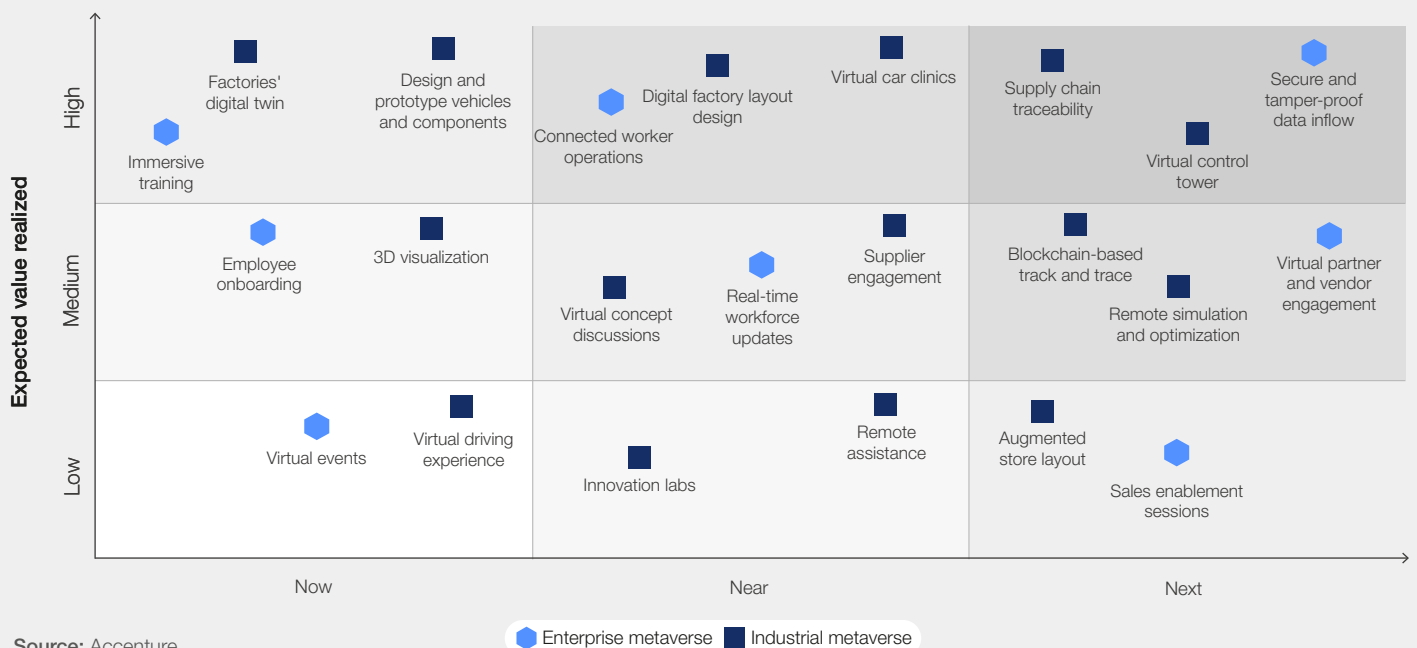 Expected value realized
High
Factories'
digital twin
Design and
prototype vehicles
and components
Immersive
training
Connected worker
operations
Digital factory layout
design
Virtual car clinics
Supply chain
traceability
Secure and
tamper-proof
data inflow
Virtual control
tower
Medium
Employee
onboarding
3D visualization
Virtual concept
discussions
Real-time
workforce
updates
Supplier
engagement
Blockchain-based
track and trace
Remote simulation
and optimization
Virtual partner
and vendor
engagement
Low
Virtual events
Virtual driving
experience
Innovation labs
Remote
assistance
Augmented
store layout
Sales enablement
sessions
Now
Near
Next
Enterprise metaverse
Industrial metaverse
Source: Accenture